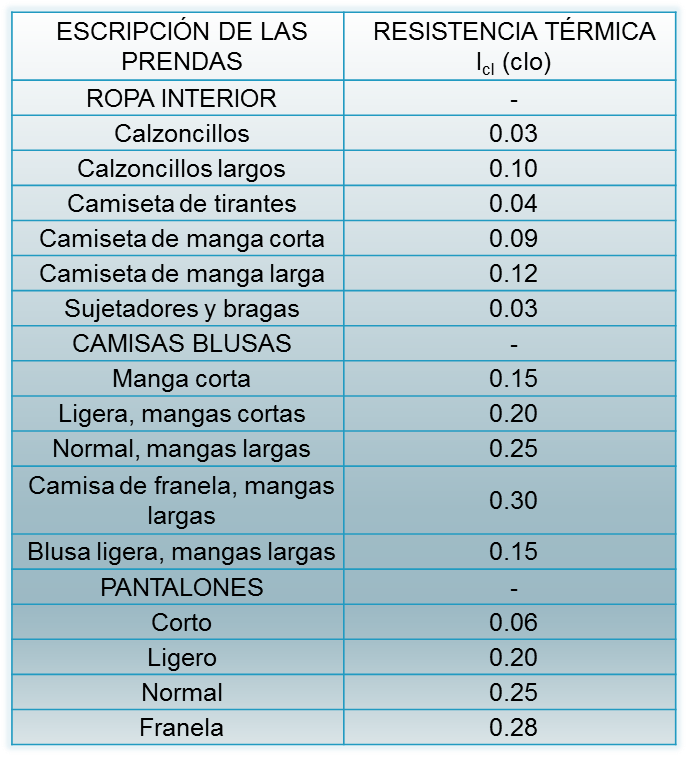 ESCRIPCIÓN DE LAS PRENDAS RESISTENCIA TÉRMICA Icl (clo)
ROPA INTERIOR -
Calzoncillos 0.03
Calzoncillos largos 0.10
Camiseta de tirantes 0.04
Camiseta de manga corta 0.09
Camiseta de manga larga 0.12
Sujetadores y bragas 0.03
CAMISAS BLUSAS -
Manga corta 0.15
Ligera, mangas cortas 0.20
Normal, mangas largas 0.25
Camisa de franela, mangas largas 0.30
Blusa ligera, mangas largas 0.15
PANTALONES -
Corto 0.06
Ligero 0.20
Normal 0.25
Franela 0.28